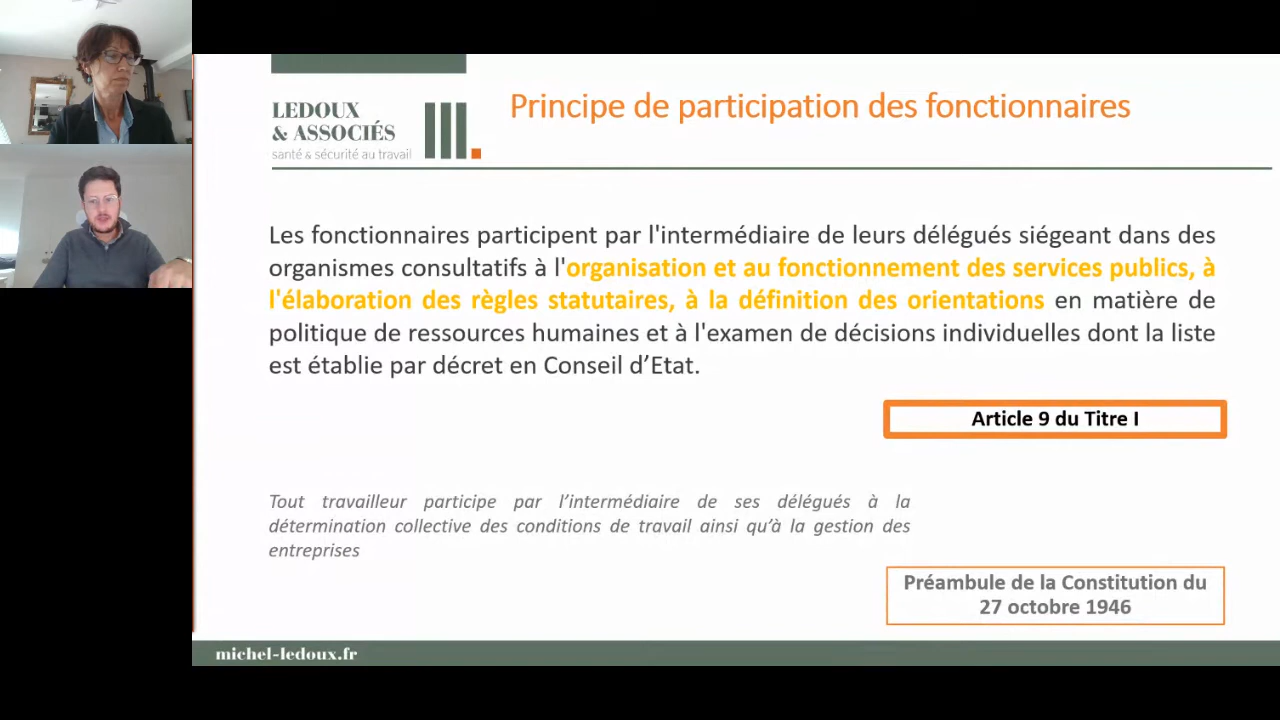 LEDOUX
& ASSOCIÉS
santé & sécurité au travail
Principe de participation des fonctionnaires
Les fonctionnaires participent par l'intermédiaire de leurs délégués siégeant dans des
organismes consultatifs à l'organisation et au fonctionnement des services publics, à
l'élaboration des règles statutaires, à la définition des orientations en matière de
politique de ressources humaines et à l'examen de décisions individuelles dont la liste
est établie par décret en Conseil d’Etat.
Article 9 du Titre I
Tout travailleur participe par l’intermédiaire de ses délégués à la
détermination collective des conditions de travail ainsi qu’à la gestion des
entreprises
Préambule de la Constitution du
27 octobre 1946
michel-ledoux.fr